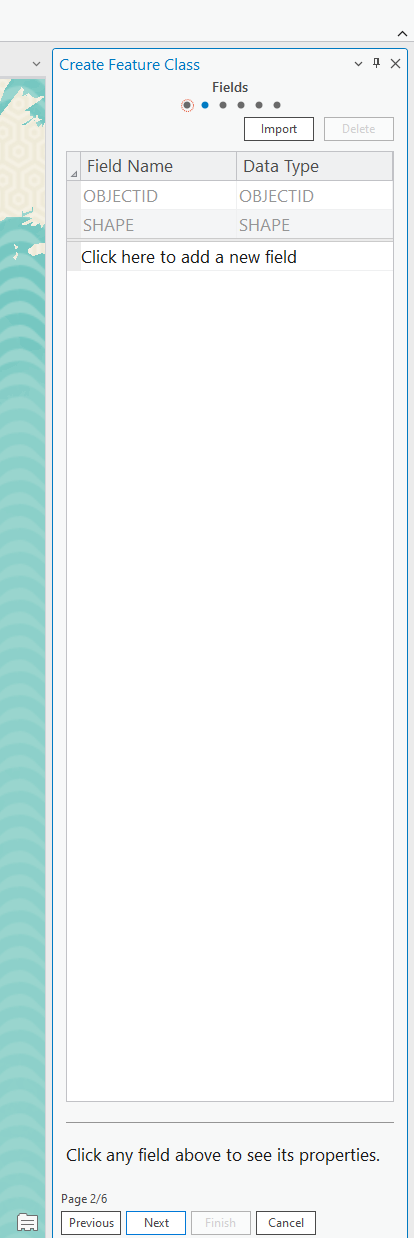 Create Feature Class
Fields
Import Delete
Field Name Data Type
OBJECTID OBJECTID
SHAPE SHAPE
Click here to add a new field
Click any field above to see its properties.
Page 2/6
Previous Next Finish Cancel